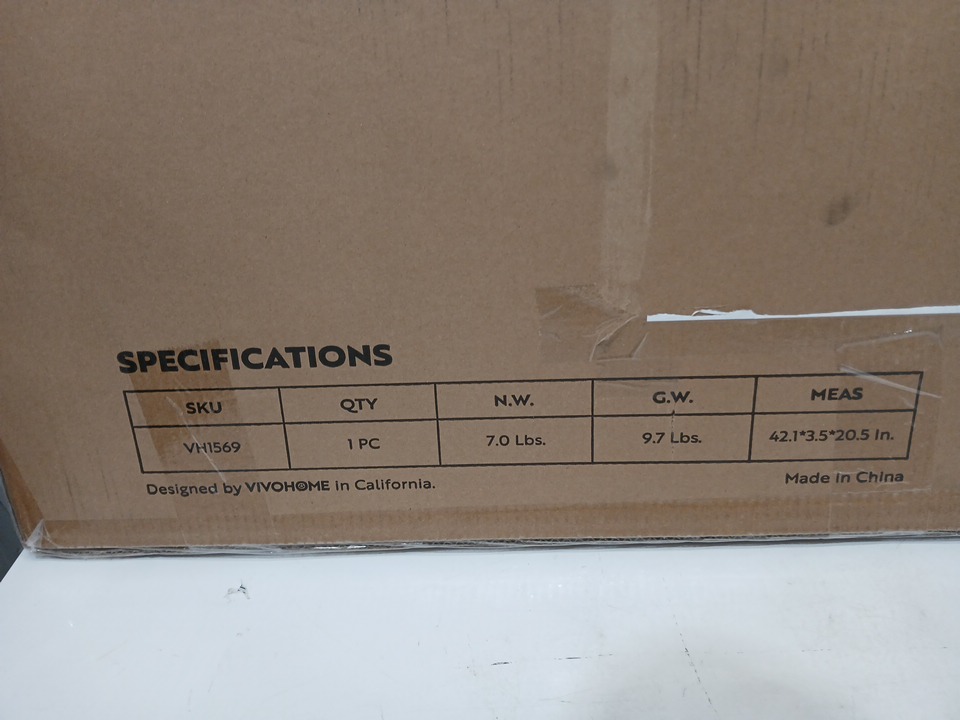 SPECIFICATIONS
SKU QTY N.W. G.W. MEAS
VH1569 1 PC 7.0 Lbs. 9.7 Lbs. 42.1*3.5*20.5 In.
Designed by VIVOHOME in California. Made in China